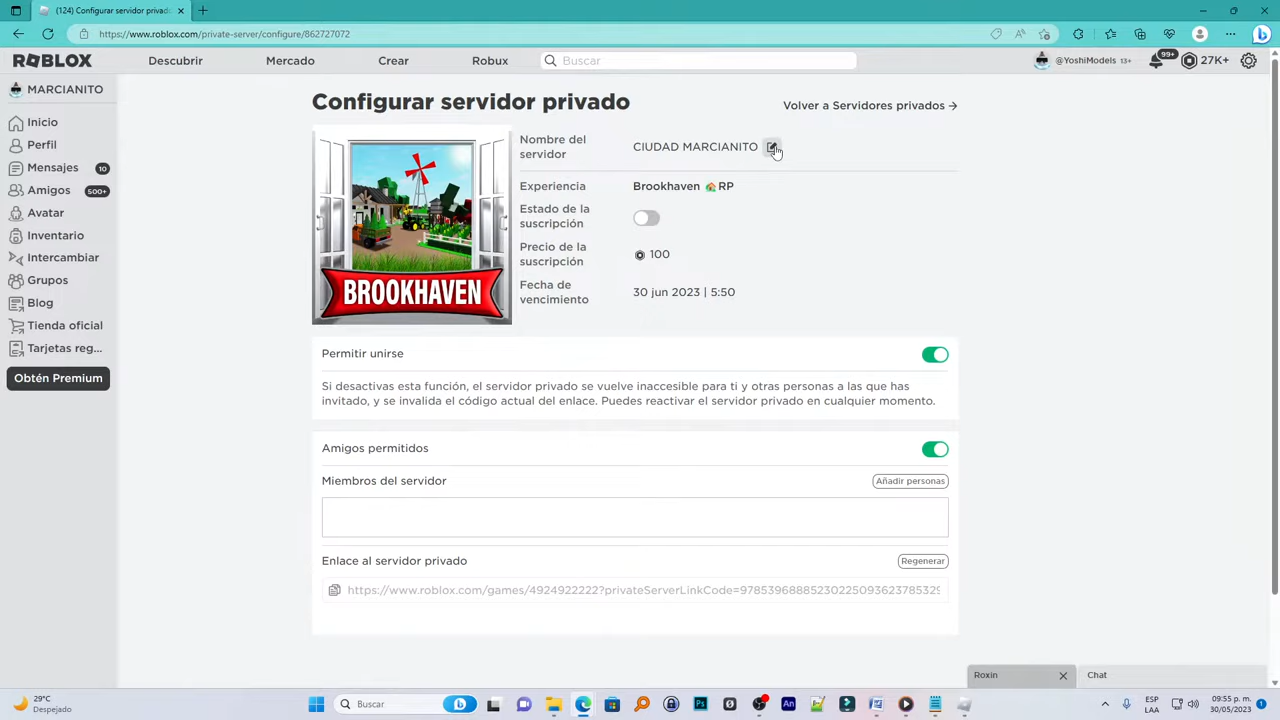 (7214) Configurar servidor privado
https://www.roblox.com/private-server/configure/862727072
ROBLOX
Descubrir
Mercado
Crear
Robux
Buscar
@YoshiModels 13+
99+
27K+
MARCIANITO
Inicio
Perfil
Mensajes 10
Amigos 500+
Avatar
Inventario
Intercambiar
Grupos
Blog
Tienda oficial
Tarjetas reg...
Obtén Premium
Configurar servidor privado
Volver a Servidores privados →
BROOKHAVEN
Nombre del
servidor
CIUDAD MARCIANITO
Experiencia
Brookhaven 🏠RP
Estado de la
suscripción
Precio de la
suscripción
100
Fecha de
vencimiento
30 jun 2023 | 5:50
Permitir unirse
Si desactivas esta función, el servidor privado se vuelve inaccesible para ti y otras personas a las que has
invitado, y se invalida el código actual del enlace. Puedes reactivar el servidor privado en cualquier momento.
Amigos permitidos
Miembros del servidor
Añadir personas
Enlace al servidor privado
Regenerar
https://www.roblox.com/games/4924922222?privateServerLinkCode=97853968885230225093623785329
Roxin
Chat
29°C
Despejado
Buscar
ESP
LAA
09:55 p. m.
30/05/2023